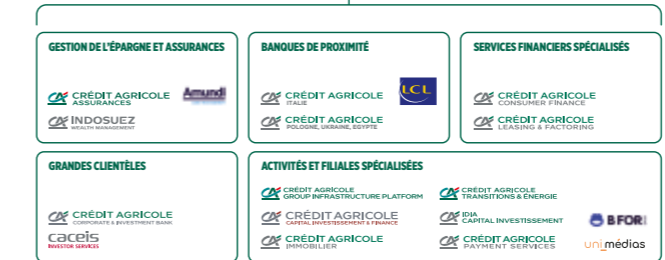 GESTION DE L'ÉPARGNE ET ASSURANCES
CRÉDIT AGRICOLE
ASSURANCES
Amundi
INDOSUEZ
WEALTH MANAGEMENT
BANQUES DE PROXIMITÉ
CRÉDIT AGRICOLE
ITALIE
LCL
CRÉDIT AGRICOLE
POLOGNE, UKRAINE, EGYPTE
SERVICES FINANCIERS SPÉCIALISÉS
CRÉDIT AGRICOLE
CONSUMER FINANCE
CRÉDIT AGRICOLE
LEASING & FACTORING
GRANDES CLIENTÈLES
CRÉDIT AGRICOLE
CORPORATE & INVESTMENT BANK
caceis
INVESTOR SERVICES
ACTIVITÉS ET FILIALES SPÉCIALISÉES
CRÉDIT AGRICOLE
GROUP INFRASTRUCTURE PLATFORM
CRÉDIT AGRICOLE
TRANSITIONS & ÉNERGIE
CRÉDIT AGRICOLE
CAPITAL INVESTISSEMENT & FINANCE
IDIA
CAPITAL INVESTISSEMENT
BFOR
CRÉDIT AGRICOLE
IMMOBILIER
CRÉDIT AGRICOLE
PAYMENT SERVICES
uni médias